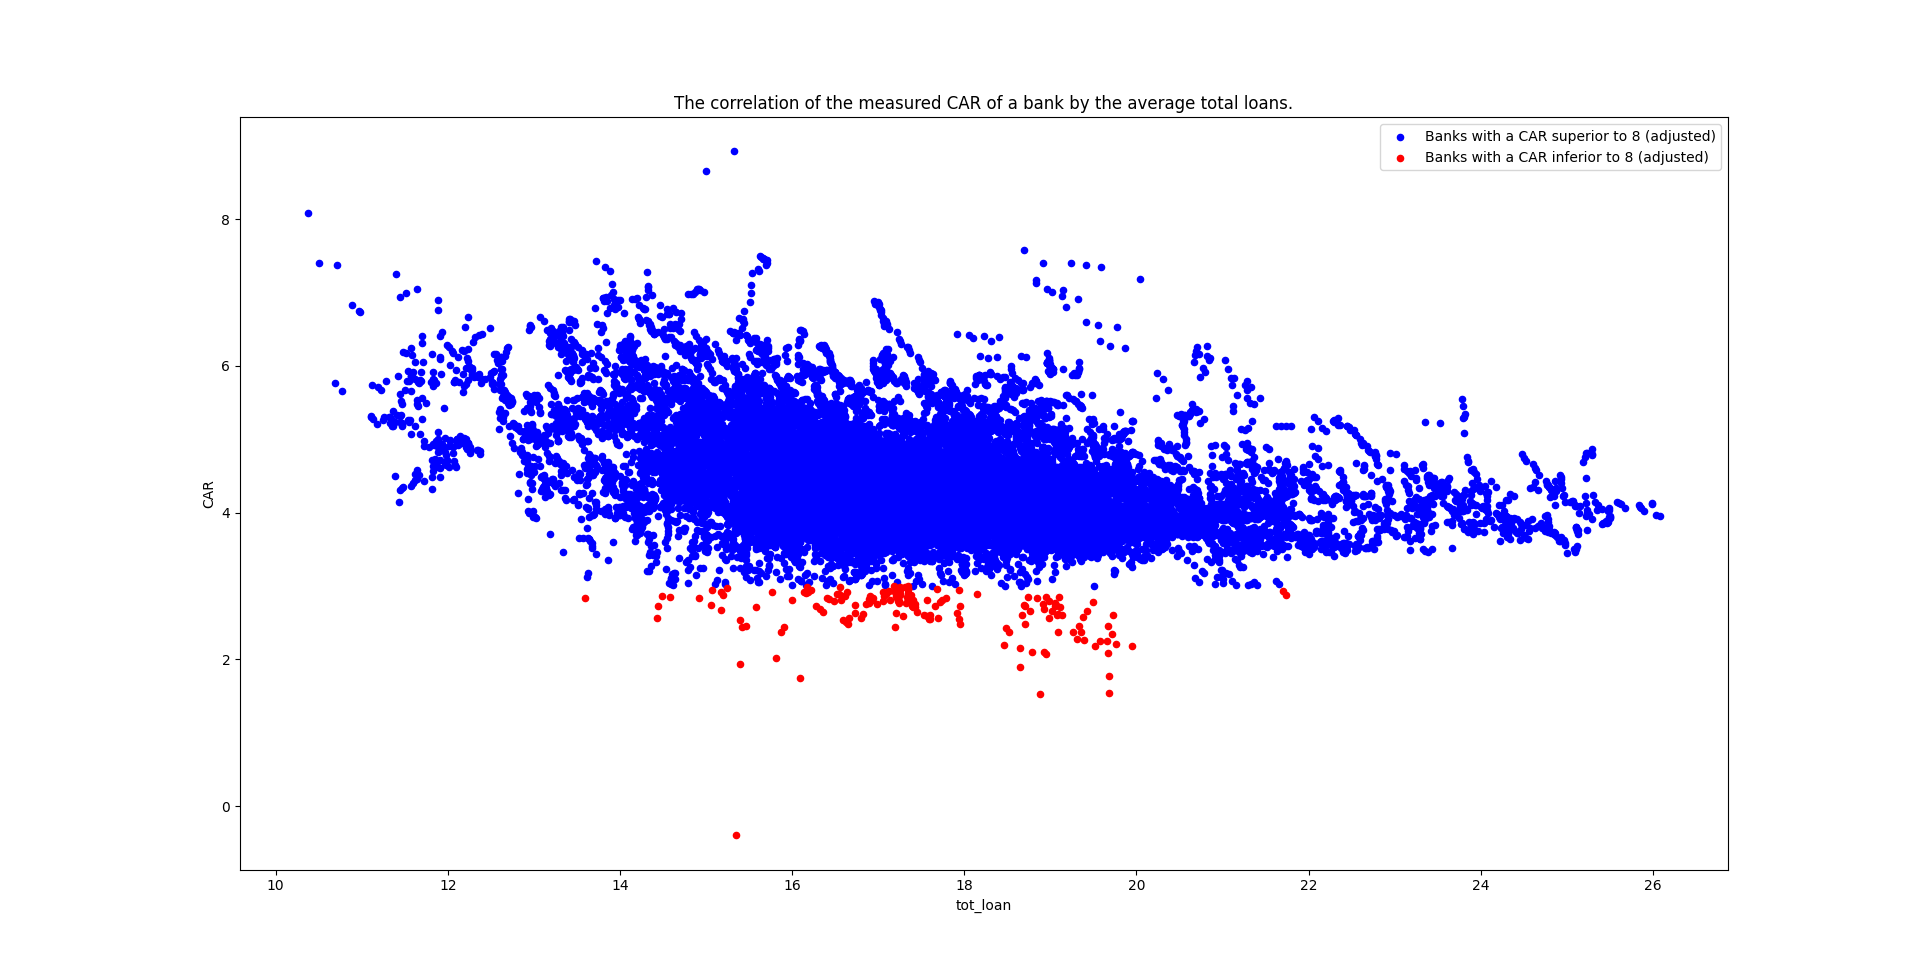 The correlation of the measured CAR of a bank by the average total loans.
Banks with a CAR superior to 8 (adjusted)
Banks with a CAR inferior to 8 (adjusted)
8
6
4
2
0
CAR
10 12 14 16 18 20 22 24 26
tot_loan